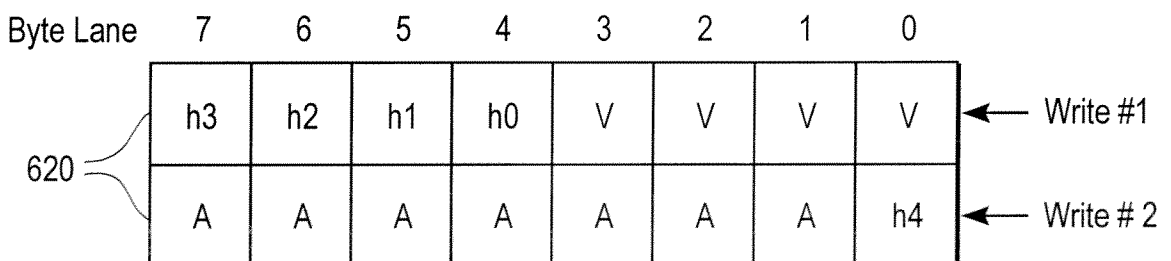 Byte Lane 7 6 5 4 3 2 1 0
h3 h2 h1 h0 V V V V Write #1
620
A A A A A A A h4 Write # 2